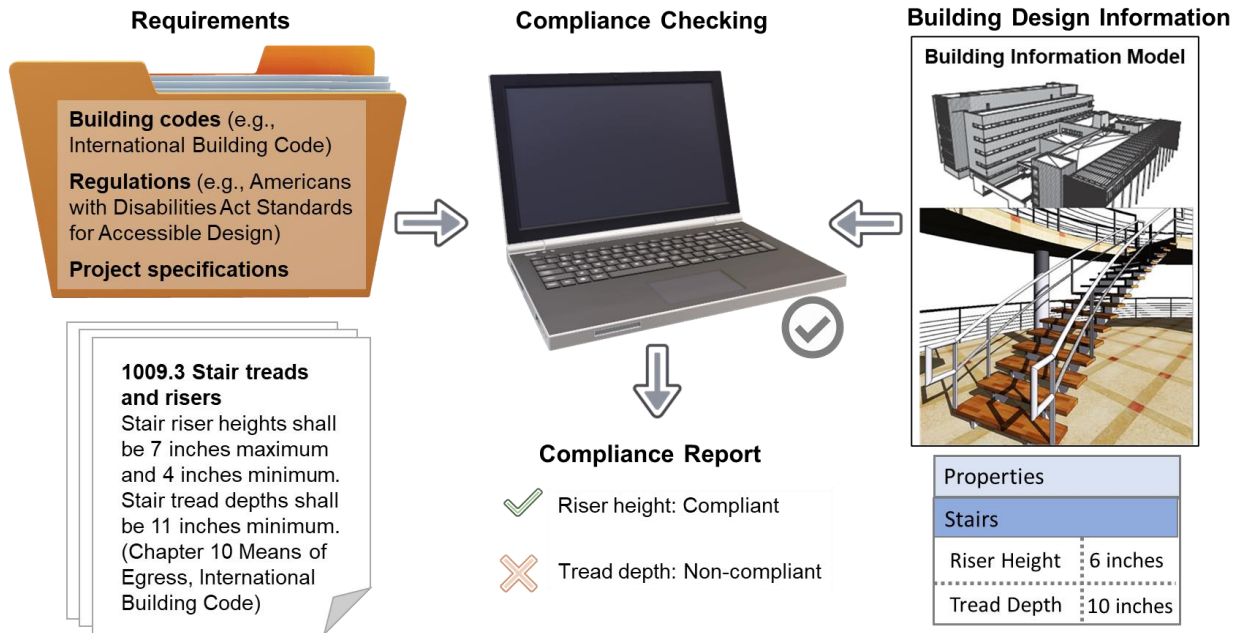 Requirements
Building codes (e.g.,
International Building Code)
Regulations (e.g., Americans
with Disabilities Act Standards
for Accessible Design)
Project specifications
1009.3 Stair treads
and risers
Stair riser heights shall
be 7 inches maximum
and 4 inches minimum.
Stair tread depths shall
be 11 inches minimum.
(Chapter 10 Means of
Egress, International
Building Code)
Compliance Checking
Compliance Report
Riser height: Compliant
Tread depth: Non-compliant
Building Design Information
Building Information Model
Properties
Stairs
Riser Height 6 inches
Tread Depth 10 inches